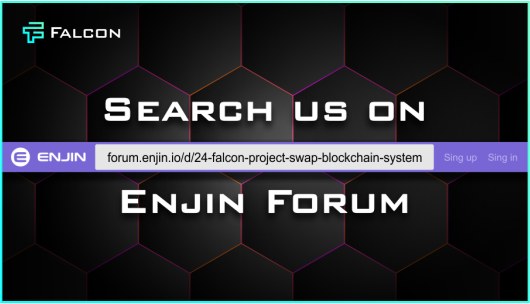 Falcon
Search us on
ENJIN forum.enjin.io/d/24-falcon-project-swap-blockchain-system Sing up Sing in
Enjin Forum